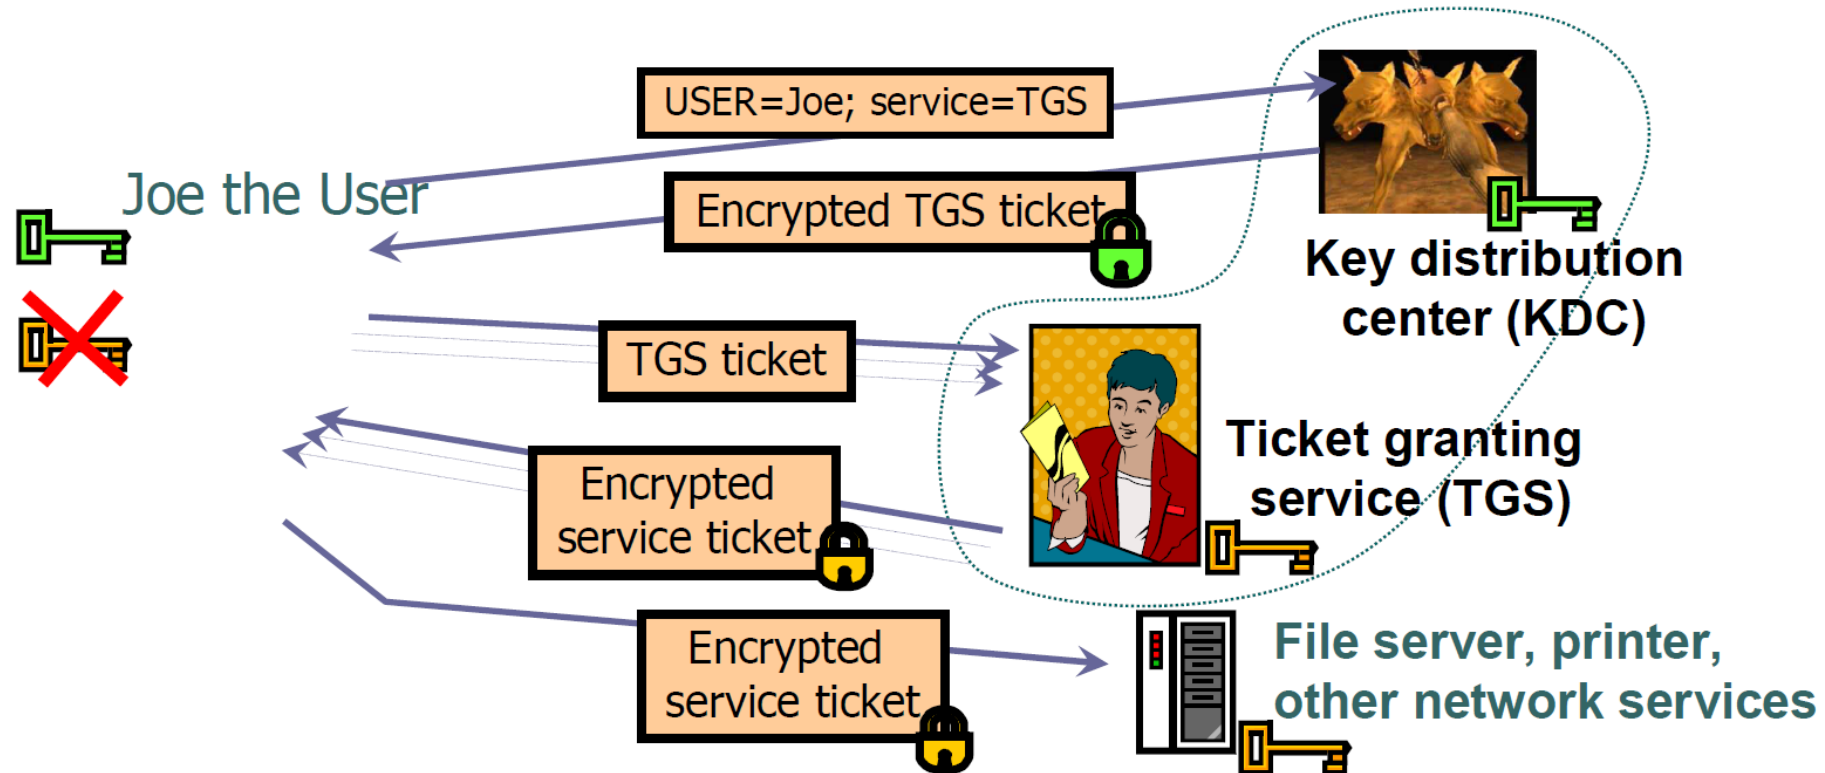 USER=Joe; service=TGS
Joe the User
Encrypted TGS ticket
Key distribution
center (KDC)
TGS ticket
Ticket granting
service (TGS)
Encrypted
service ticket
Encrypted
service ticket
File server, printer,
other network services